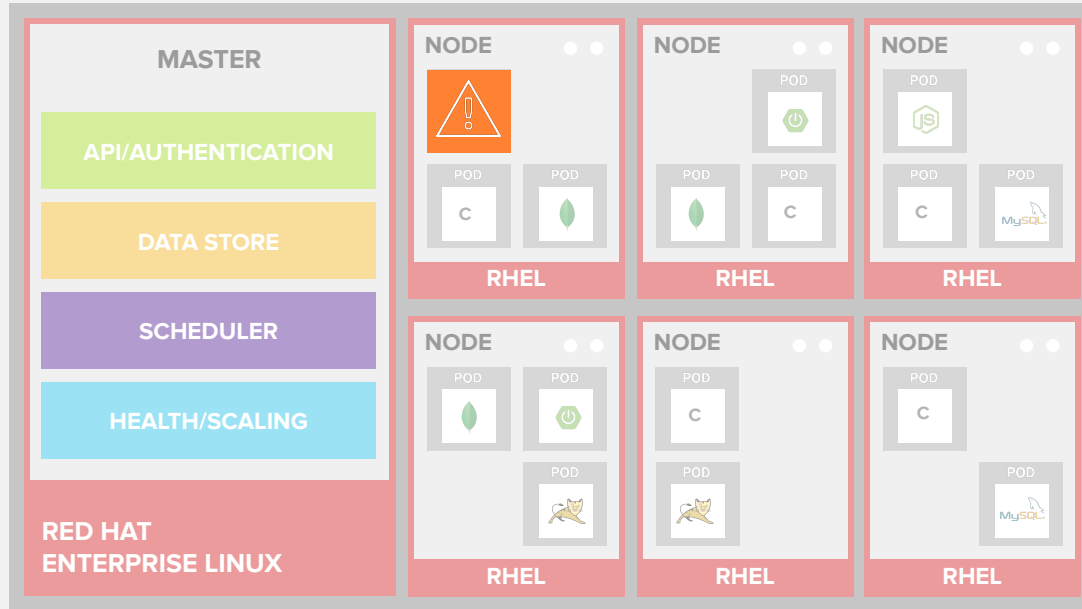 MASTER
API/AUTHENTICATION
DATA STORE
SCHEDULER
HEALTH/SCALING
RED HAT
ENTERPRISE LINUX
NODE
POD
C
POD
RHEL
NODE
POD
POD
POD
C
RHEL
NODE
POD
JS
POD
C
POD
MySQL
RHEL
NODE
POD
POD
POD
RHEL
NODE
POD
C
POD
RHEL
NODE
POD
C
POD
MySQL
RHEL